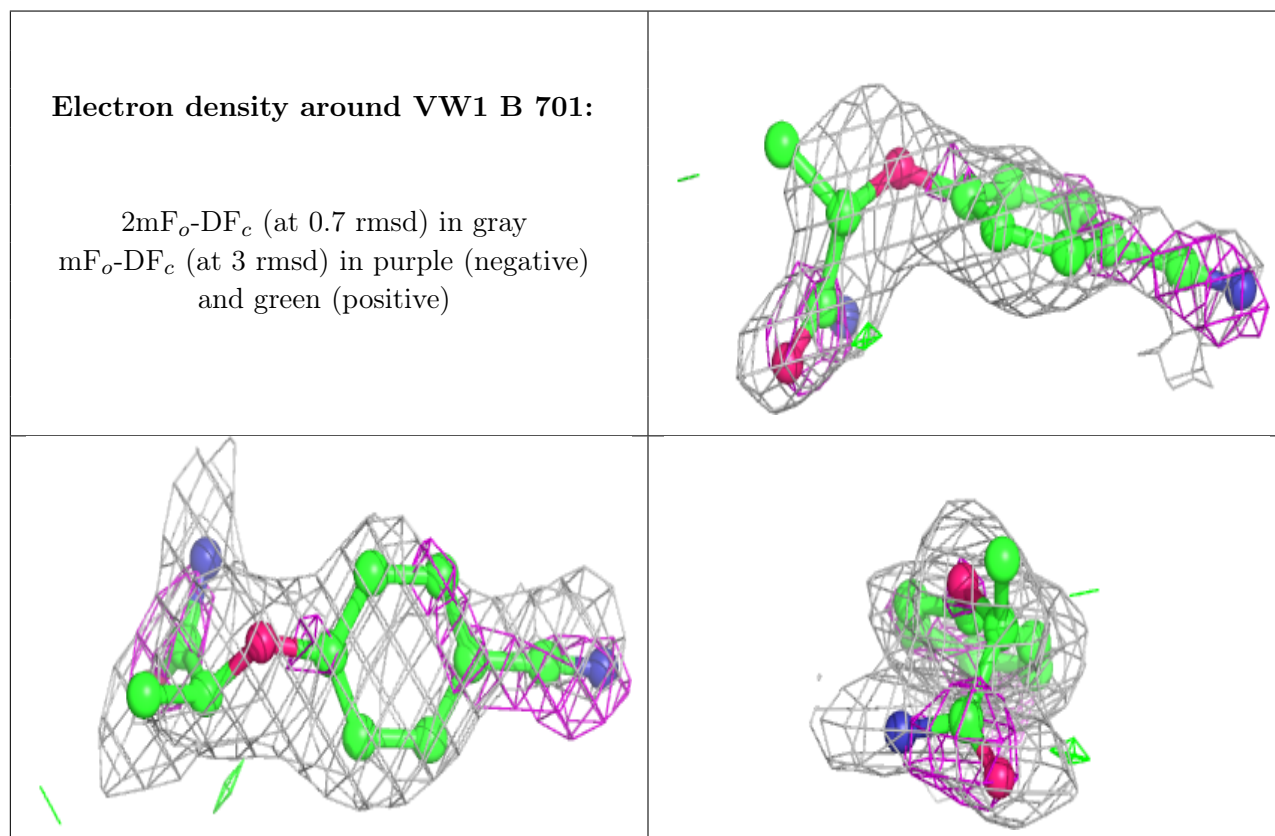 Electron density around VW1 B 701:
2mFo-DFc (at 0.7 rmsd) in gray
mFo-DFc (at 3 rmsd) in purple (negative)
and green (positive)